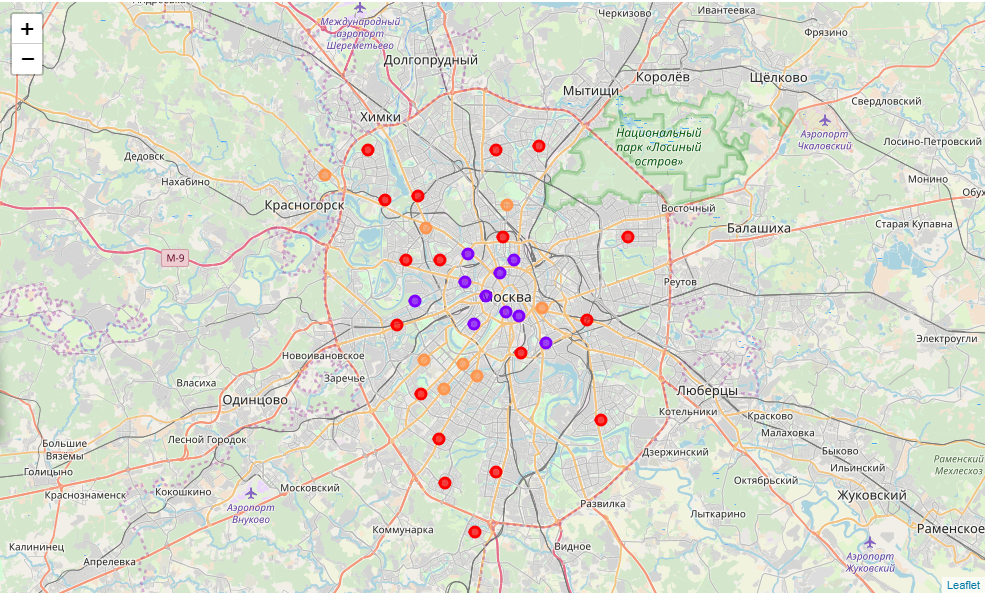 +
−
Международный
аэропорт
Шереметьево
Долгопрудный
Черкизово
Ивантеевка
Фрязино
Королёв
Щёлково
Мытищи
Свердловский
Химки
Аэропорт
Чкаловский
Национальный
парк «Лосиный
остров»
Лосино-Петровский
Дедовск
Нахабино
Монино
Обух
Красногорск
Восточный
Балашиха
Старая Купавна
М-9
Реутов
осква
Электроугли
Новоивановское
Заречье
Власиха
Одинцово
Люберцы
Котельники
Красково
Малаховка
Большие
Вязёмы
Лесной Городок
Дзержинский
Быково
Голицыно
Ильинский
Раменский
Мехлесхоз
Октябрьский
Краснознаменск
Кокошкино
Московский
Жуковский
Аэропорт
Внуково
Развилка
Лыткарино
Коммунарка
Раменское
Калининец
Видное
Апрелевка
Аэропорт
Жуковский
Leaflet